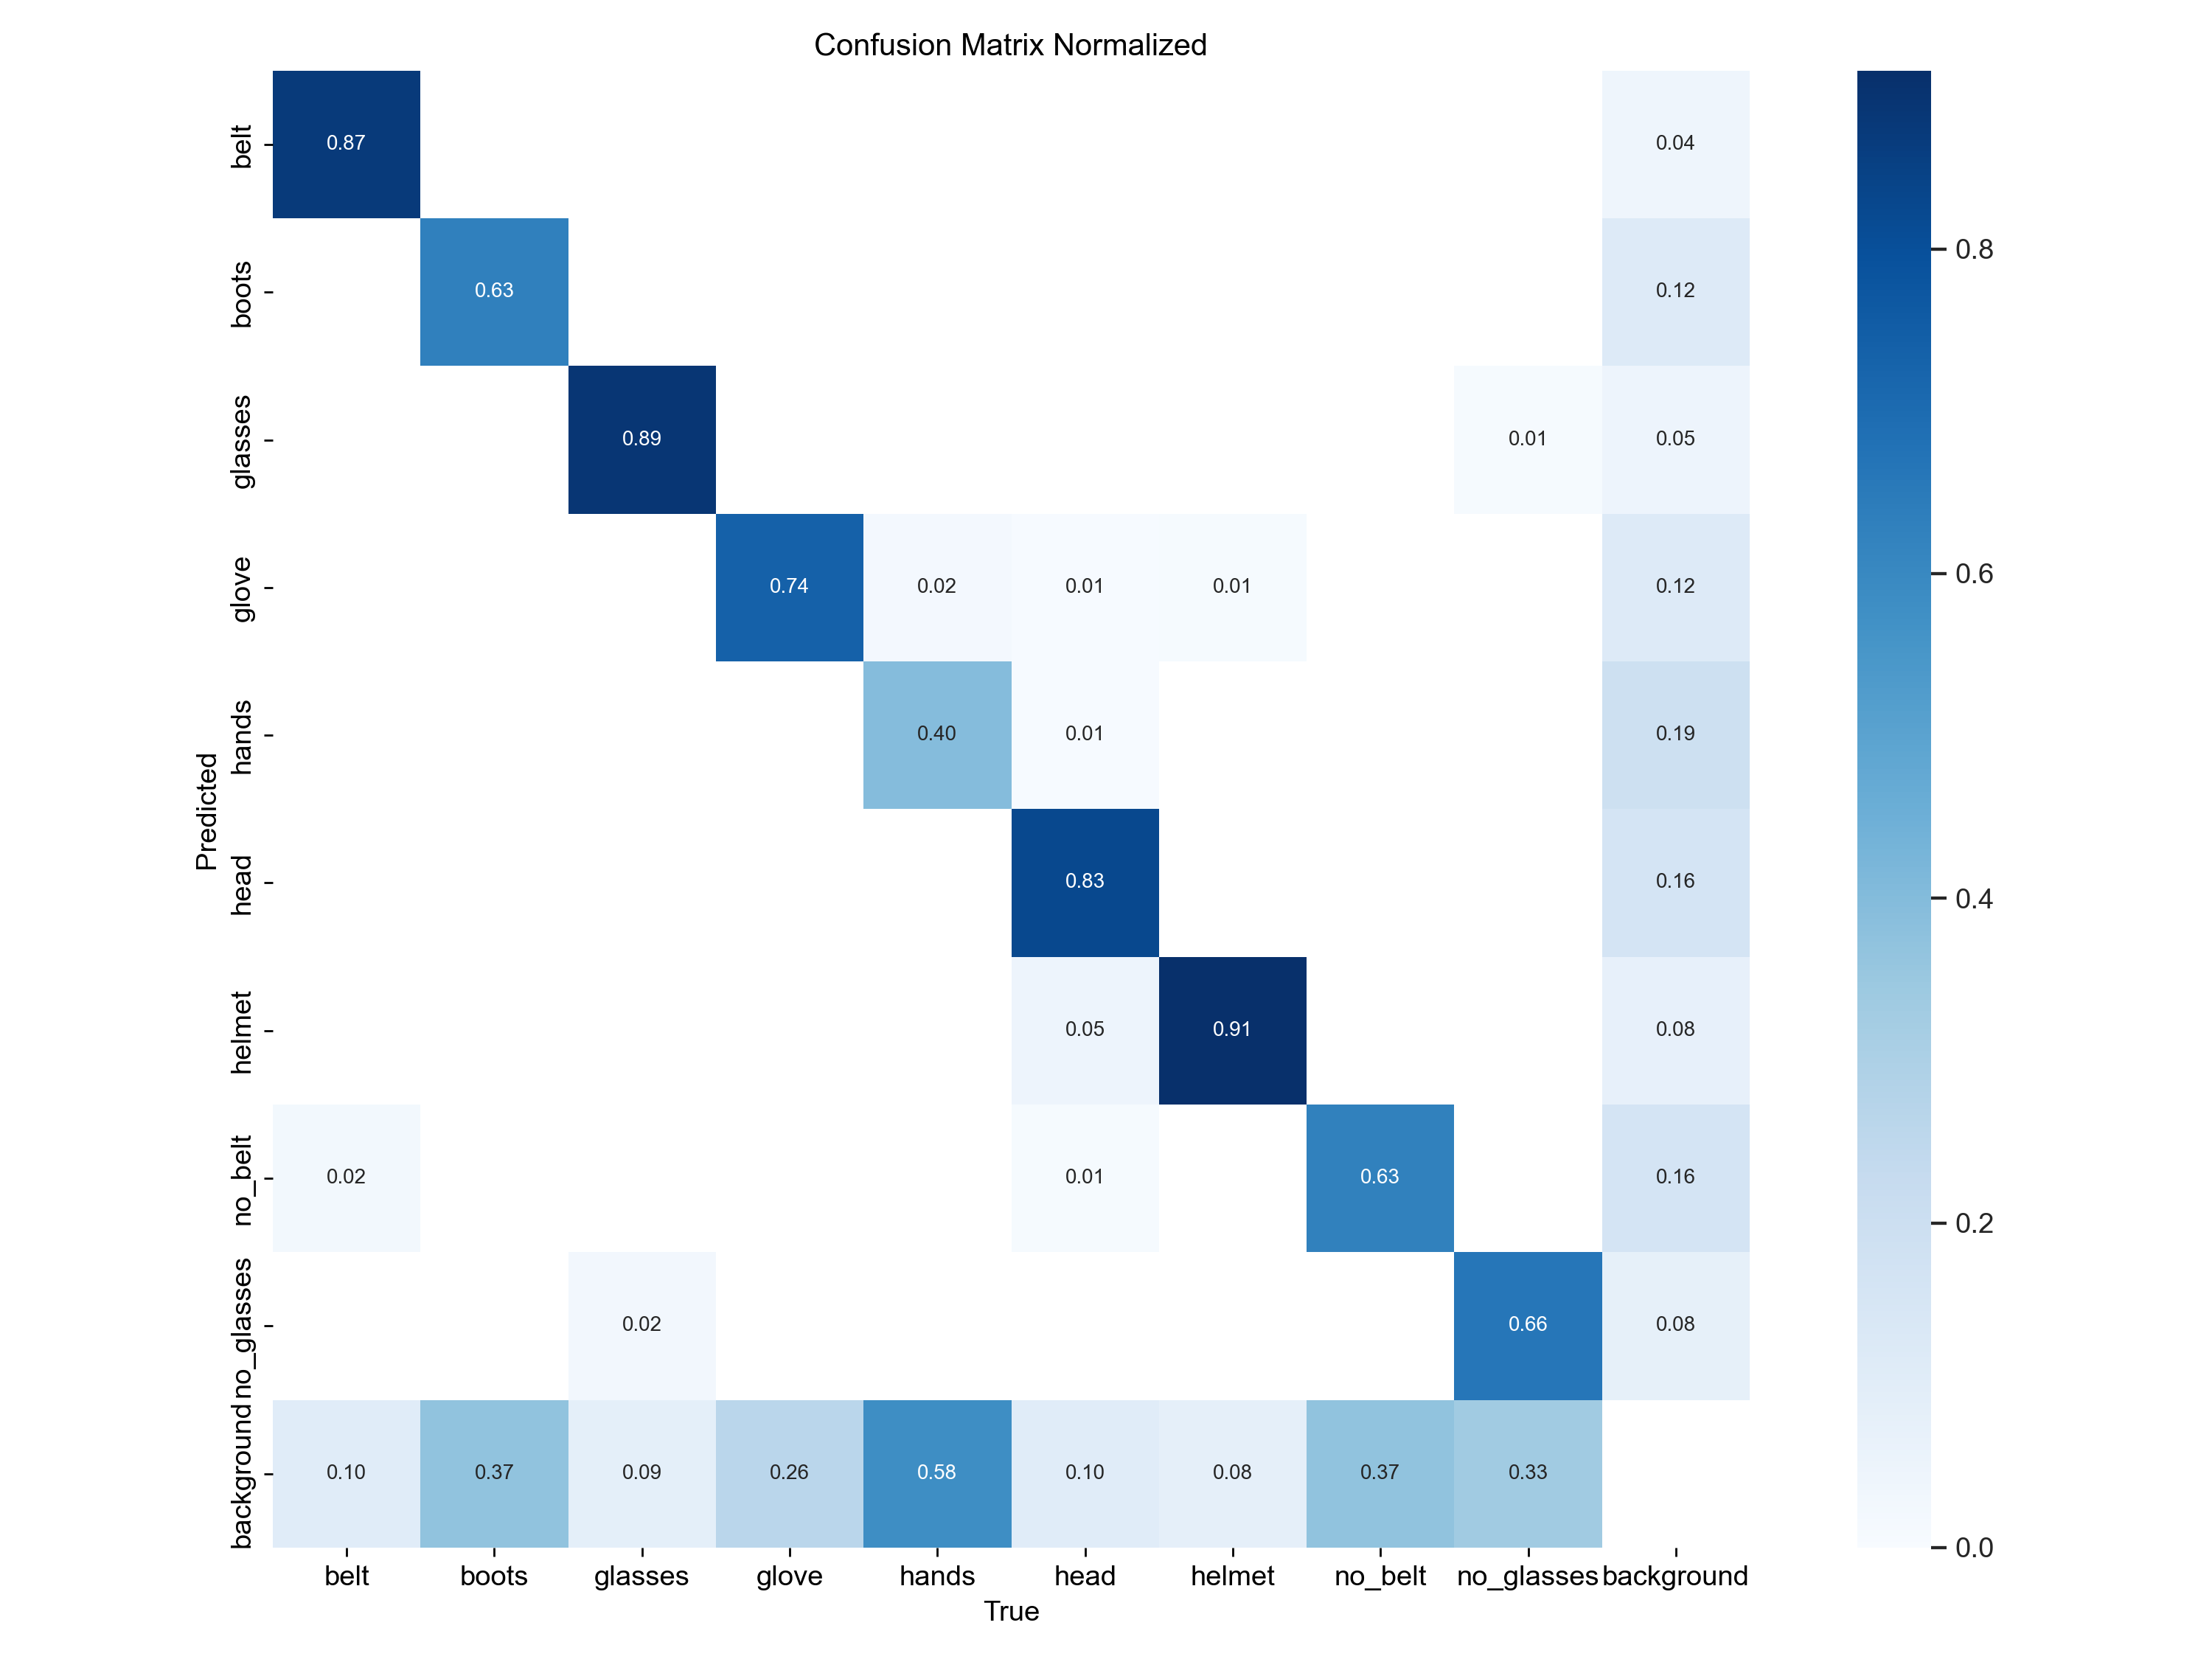 Confusion Matrix Normalized
belt 0.87 0.04
boots 0.63 0.12 0.8
glasses 0.89 0.01 0.05
glove 0.74 0.02 0.01 0.01 0.12 0.6
hands 0.40 0.01 0.19
Predicted
head 0.83 0.16 0.4
helmet 0.05 0.91 0.08
no_belt 0.02 0.01 0.63 0.16 0.2
no_glasses 0.02 0.66 0.08
background 0.10 0.37 0.09 0.26 0.58 0.10 0.08 0.37 0.33 0.0
belt boots glasses glove hands head helmet no_belt no_glasses background
True